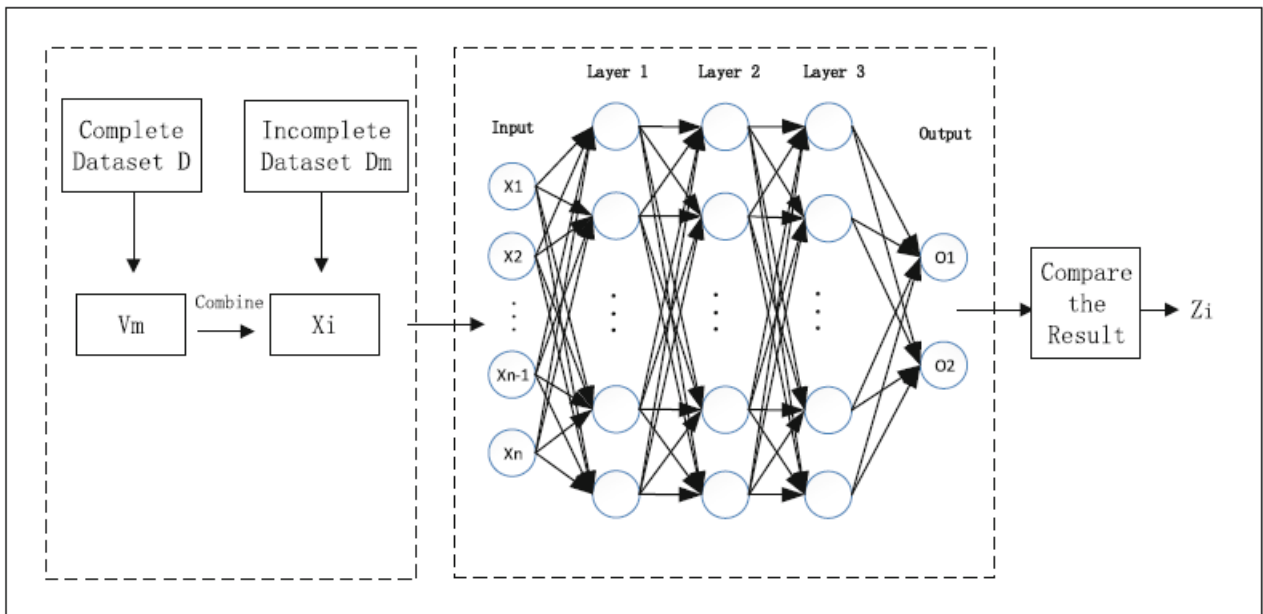 Complete
Dataset D
Incomplete
Dataset Dm
Vm
Combine
Xi
Input
X1
X2
Xn-1
Xn
Layer 1
Layer 2
Layer 3
Output
O1
O2
Compare
the
Result
Zi